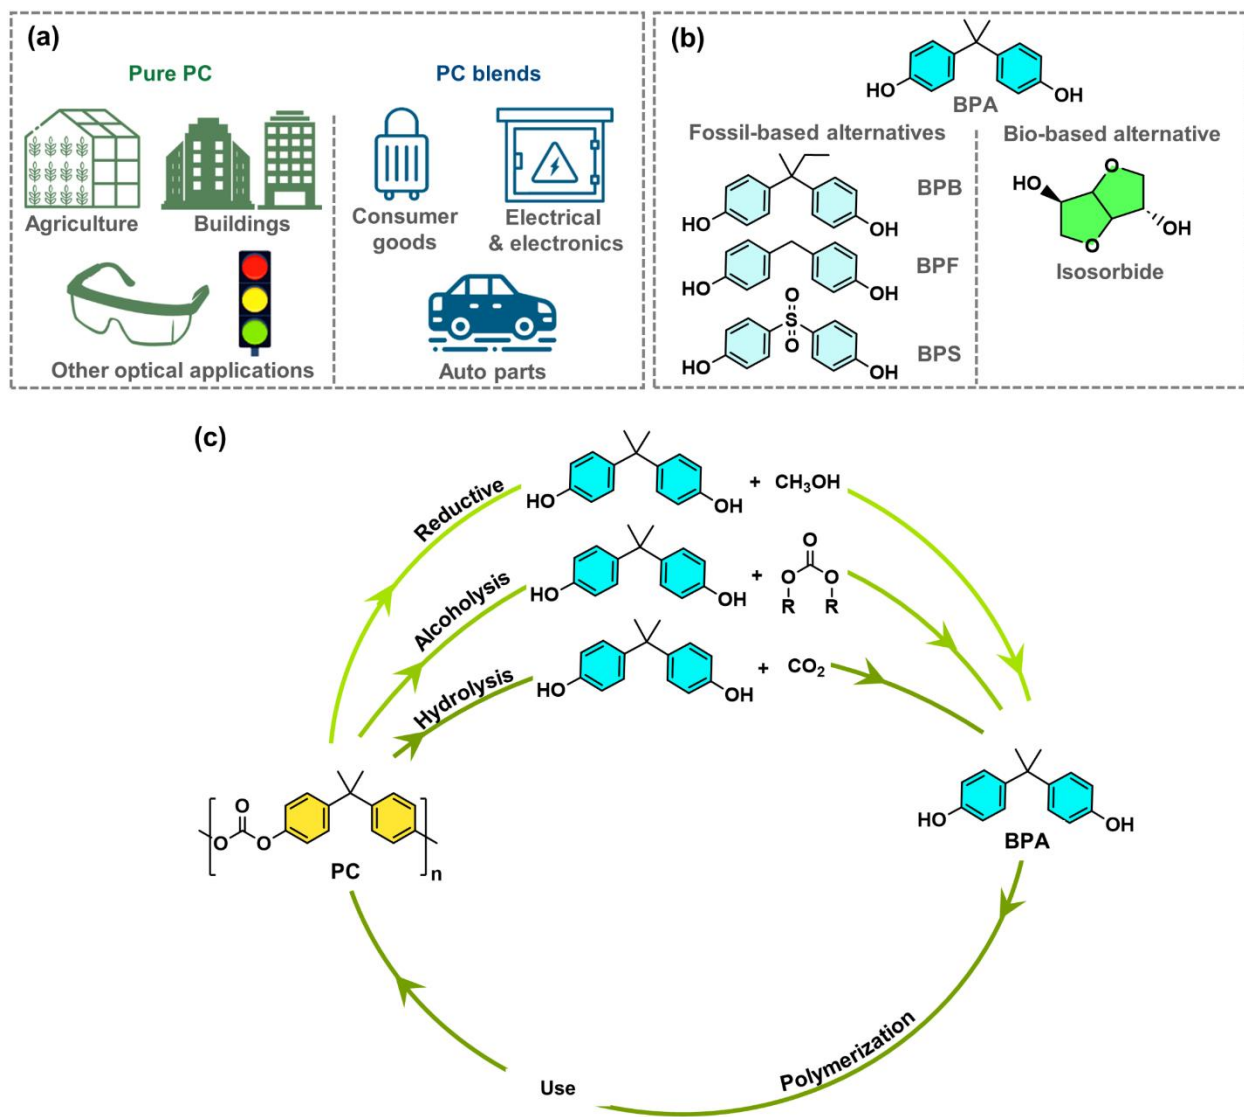 (a)
Pure PC
PC blends
Agriculture
Buildings
Consumer
goods
Electrical
& electronics
Other optical applications
Auto parts
(b)
HO
OH
BPA
Fossil-based alternatives
Bio-based alternative
BPB
HO
OH
BPF
HO
OH
O
S
O
BPS
HO
OH
O
HO
OH
O
Isosorbide
(c)
Reductive
HO
OH
+ CH₃OH
Alcoholysis
HO
OH
+
O
O O
R R
Hydrolysis
HO
OH
+ CO₂
O
O O
n
PC
HO
OH
BPA
Polymerization
Use